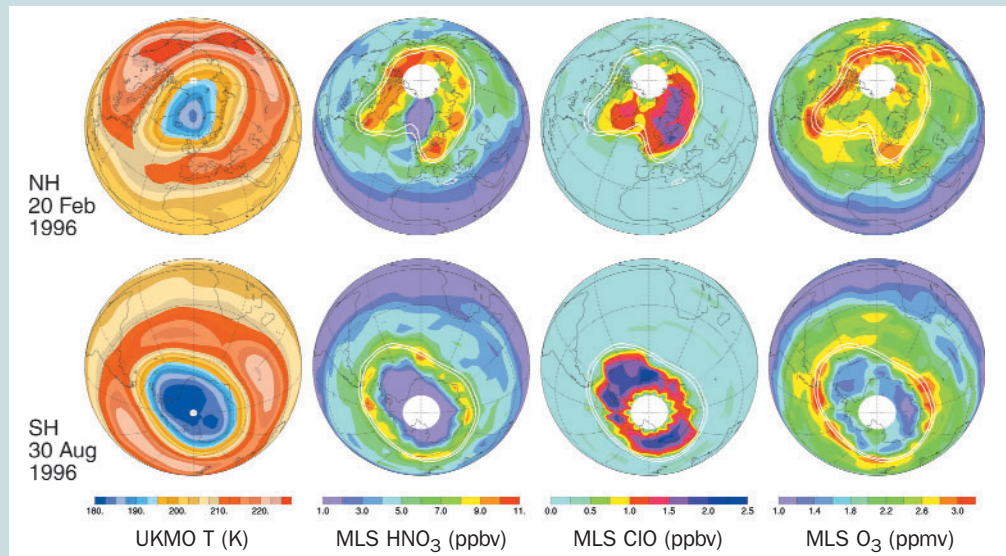 NH
20 Feb
1996
SH
30 Aug
1996
180. 190. 200. 210. 220.
1.0 3.0 5.0 7.0 9.0 11.
0.0 0.5 1.0 1.5 2.0 2.5
1.0 1.4 1.8 2.2 2.6 3.0
UKMO T (K)
MLS HNO₃ (ppbv)
MLS ClO (ppbv)
MLS O₃ (ppmv)